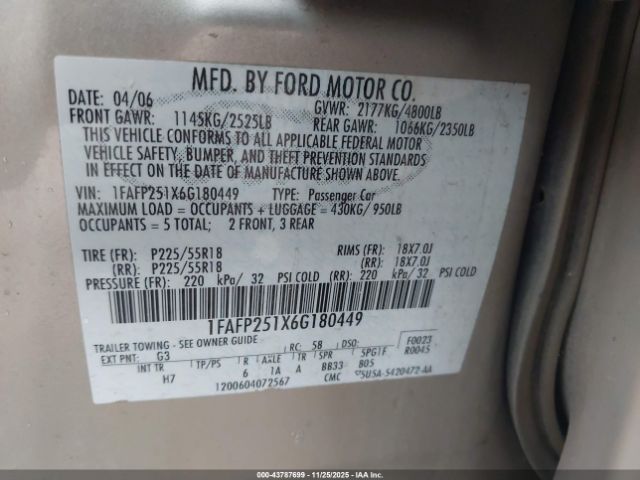 MFD. BY FORD MOTOR CO.
DATE: 04/06 GVWR: 2177KG/4800LB
FRONT GAWR: 1145KG/2525LB REAR GAWR: 1066KG/2350LB
THIS VEHICLE CONFORMS TO ALL APPLICABLE FEDERAL MOTOR
VEHICLE SAFETY, BUMPER, AND THEFT PREVENTION STANDARDS
IN EFFECT ON THE DATE OF MANUFACTURE SHOWN ABOVE.
VIN: 1FAFP251X6G180449 TYPE: Passenger Car
MAXIMUM LOAD = OCCUPANTS + LUGGAGE = 430KG/ 950LB
OCCUPANTS = 5 TOTAL; 2 FRONT, 3 REAR
TIRE (FR): P225/55R18 RIMS (FR): 18X7.0J
(RR): P225/55R18 (RR): 18X7.0J
PRESSURE (FR): 220 kPa/ 32 PSI COLD (RR): 220 kPa/ 32 PSI COLD
1FAFP251X6G180449
TRAILER TOWING - SEE OWNER GUIDE - RC: 58 DSO: F0023
EXT PNT: G3 R0045
INT TR TP/PS R AXLE TR SPR SPG1F
H7 6 1A A BB33 B05
1200604072567 CMC 5U5A-5420472-AA
00-43787699 - 11/25/2025 - IAA, Inc.